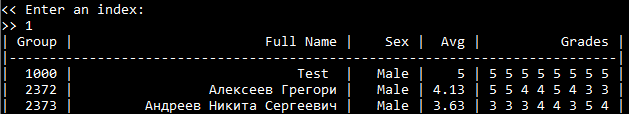 << Enter an index:
>> 1
| Group | Full Name | Sex | Avg | Grades |
|--------------------------------------------------------------------------------|
| 1000 | Test | Male | 5 | 5 5 5 5 5 5 5 5 |
| 2372 | Алексеев Грегори | Male | 4.13 | 5 5 4 4 5 4 3 3 |
| 2373 | Андреев Никита Сергеевич | Male | 3.63 | 3 3 3 4 4 3 5 4 |